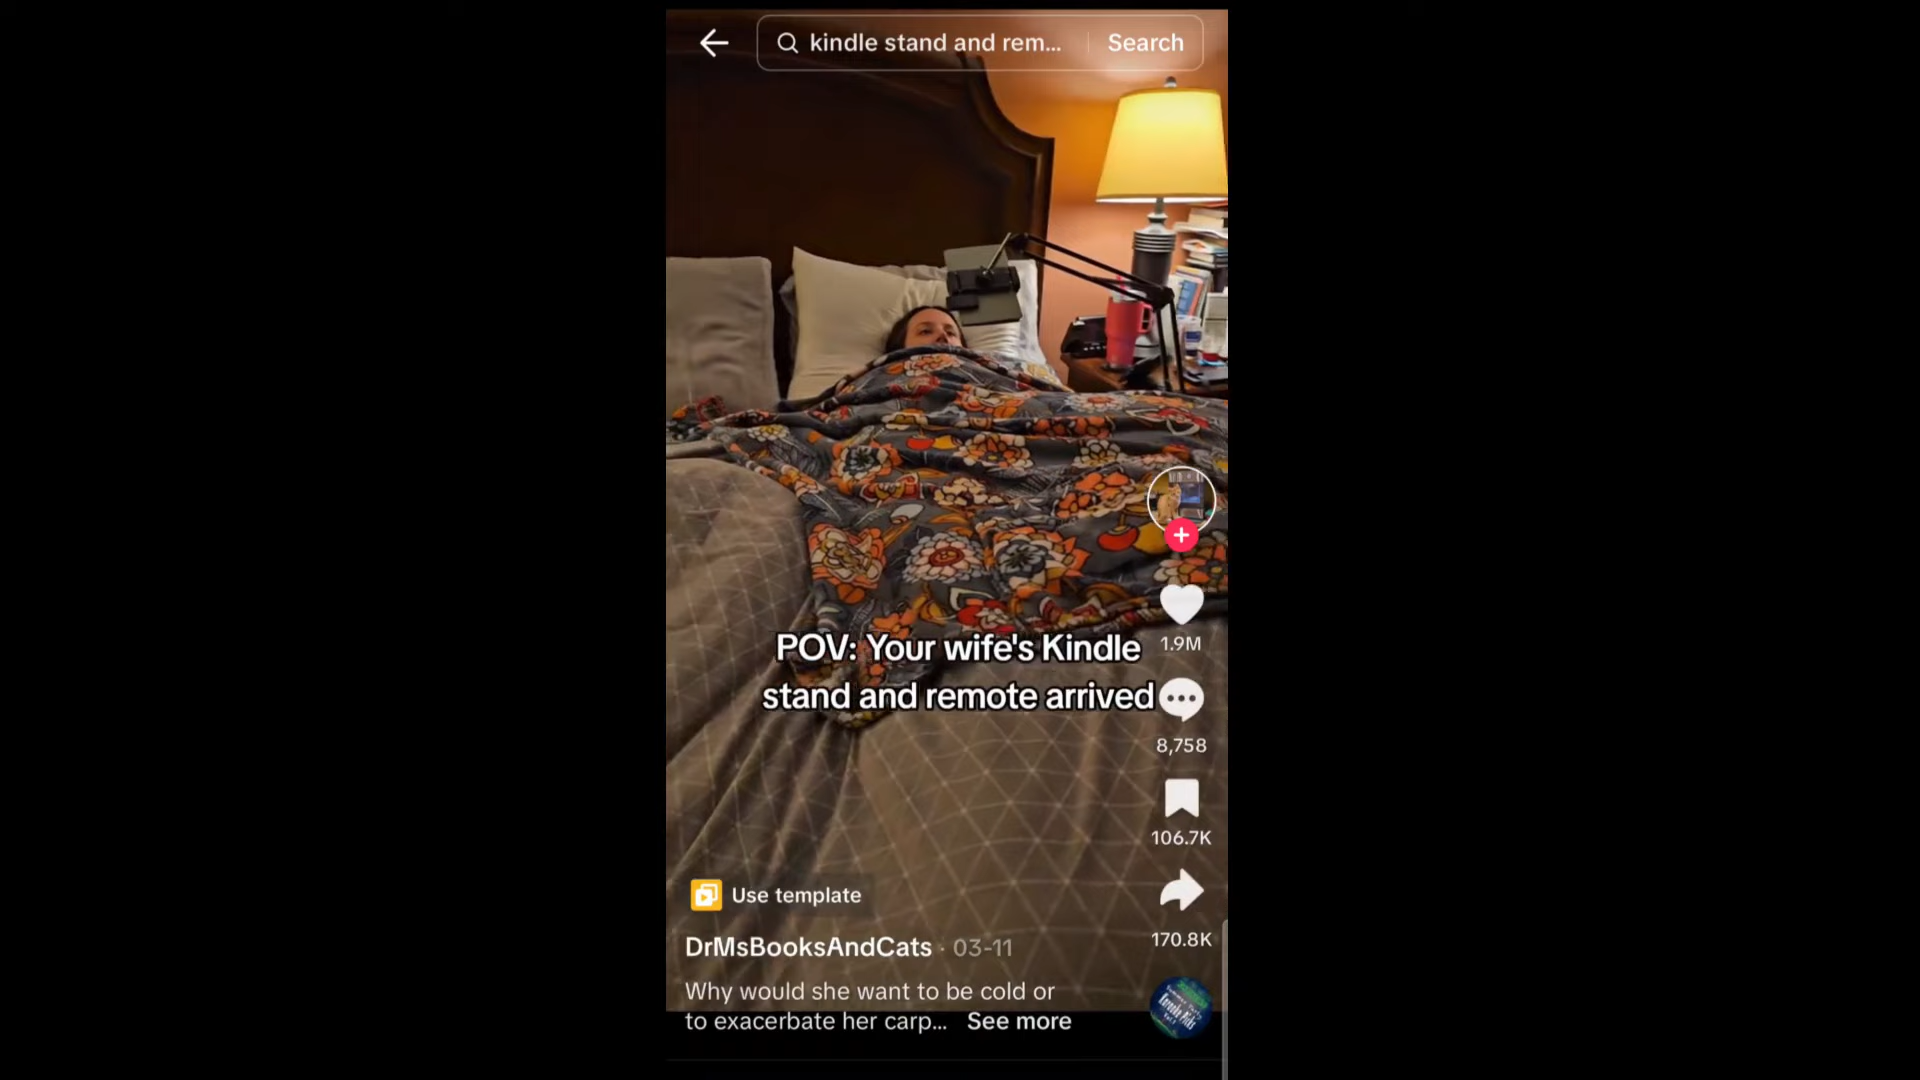 kindle stand and rem...
Search
POV: Your wife's Kindle
stand and remote arrived
1.9M
8,758
106.7K
170.8K
Use template
DrMsBooksAndCats · 03-11
Why would she want to be cold or
to exacerbate her carp... See more
Karaoke Picks